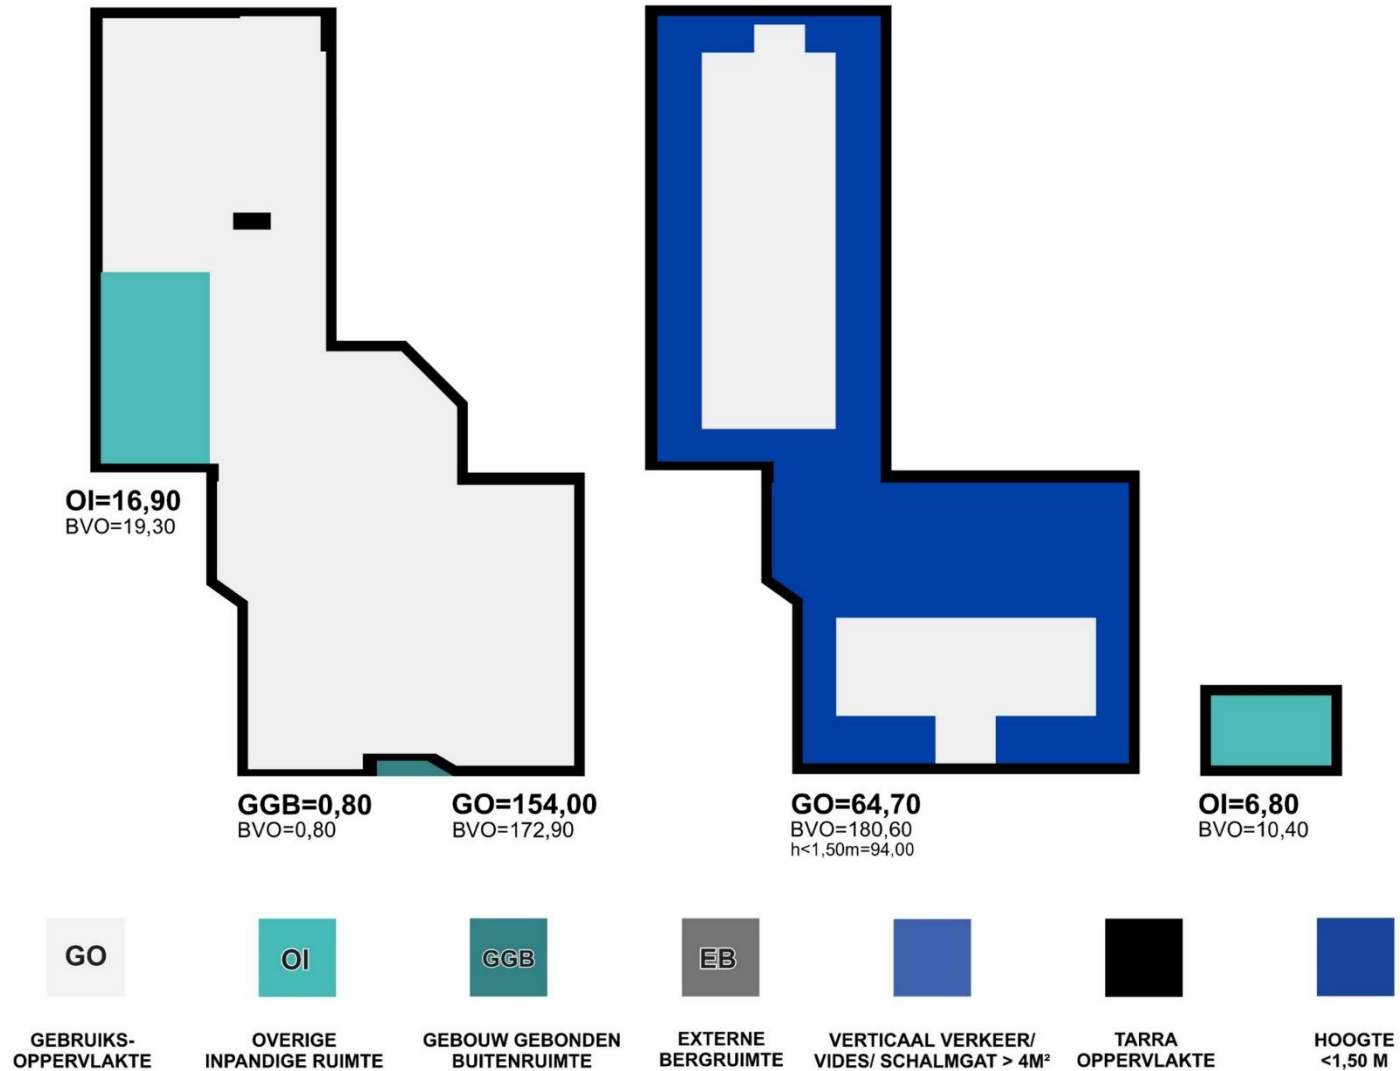 OI=16,90
BVO=19,30
GGB=0,80
BVO=0,80
GO=154,00
BVO=172,90
GO=64,70
BVO=180,60
h<1,50m=94,00
OI=6,80
BVO=10,40
GO
OI
GGB
EB
GEBRUIKS-
OPPERVLAKTE
OVERIGE
INPANDIGE RUIMTE
GEBOUW GEBONDEN
BUITENRUIMTE
EXTERNE
BERGRUIMTE
VERTICAAL VERKEER/
VIDES/ SCHALMGAT > 4M²
TARRA
OPPERVLAKTE
HOOGTE
<1,50 M